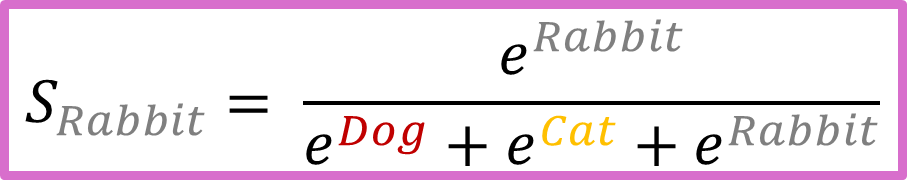 S_Rabbit = e^Rabbit / (e^Dog + e^Cat + e^Rabbit)